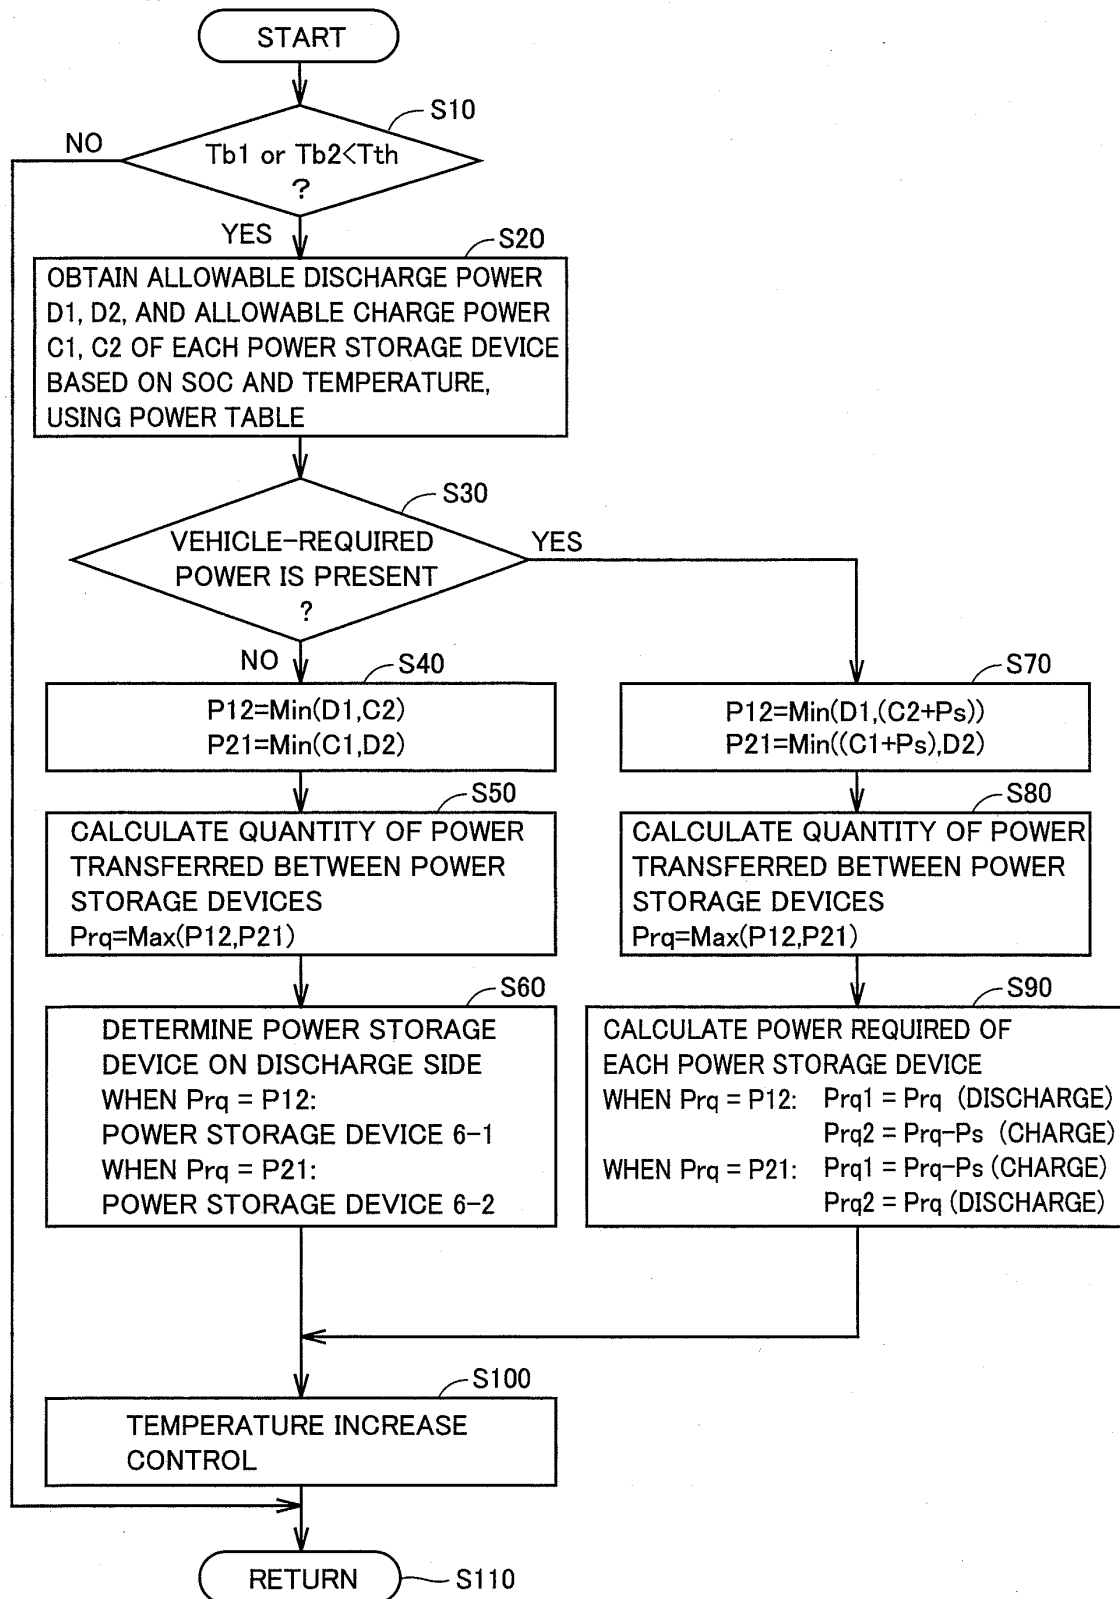 START
S10
NO
Tb1 or Tb2<Tth
?
YES
S20
OBTAIN ALLOWABLE DISCHARGE POWER
D1, D2, AND ALLOWABLE CHARGE POWER
C1, C2 OF EACH POWER STORAGE DEVICE
BASED ON SOC AND TEMPERATURE,
USING POWER TABLE
S30
VEHICLE-REQUIRED
POWER IS PRESENT
?
YES
NO
S40
P12=Min(D1,C2)
P21=Min(C1,D2)
S50
CALCULATE QUANTITY OF POWER
TRANSFERRED BETWEEN POWER
STORAGE DEVICES
Prq=Max(P12,P21)
S60
DETERMINE POWER STORAGE
DEVICE ON DISCHARGE SIDE
WHEN Prq = P12:
POWER STORAGE DEVICE 6-1
WHEN Prq = P21:
POWER STORAGE DEVICE 6-2
S70
P12=Min(D1,(C2+Ps))
P21=Min((C1+Ps),D2)
S80
CALCULATE QUANTITY OF POWER
TRANSFERRED BETWEEN POWER
STORAGE DEVICES
Prq=Max(P12,P21)
S90
CALCULATE POWER REQUIRED OF
EACH POWER STORAGE DEVICE
WHEN Prq = P12: Prq1 = Prq (DISCHARGE)
Prq2 = Prq-Ps (CHARGE)
WHEN Prq = P21: Prq1 = Prq-Ps (CHARGE)
Prq2 = Prq (DISCHARGE)
S100
TEMPERATURE INCREASE
CONTROL
RETURN
S110